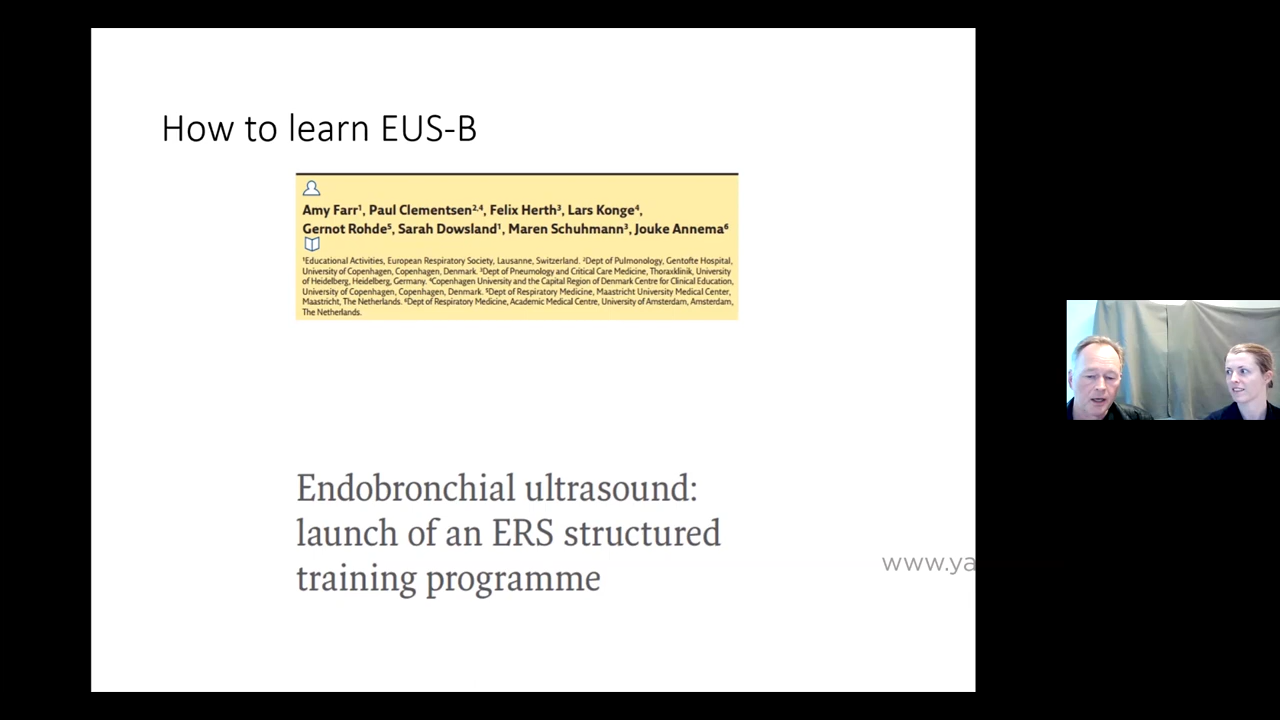 How to learn EUS-B
Amy Farr¹, Paul Clementsen²,⁴, Felix Herth³, Lars Konge⁴,
Gernot Rohde⁵, Sarah Dowsland¹, Maren Schuhmann³, Jouke Annema⁶
¹Educational Activities, European Respiratory Society, Lausanne, Switzerland. ²Dept of Pulmonology, Gentofte Hospital,
University of Copenhagen, Copenhagen, Denmark. ³Dept of Pneumology and Critical Care Medicine, Thoraxklinik, University
of Heidelberg, Heidelberg, Germany. ⁴Copenhagen University and the Capital Region of Denmark Centre for Clinical Education,
University of Copenhagen, Copenhagen, Denmark. ⁵Dept of Respiratory Medicine, Maastricht University Medical Center,
Maastricht, The Netherlands. ⁶Dept of Respiratory Medicine, Academic Medical Centre, University of Amsterdam, Amsterdam,
The Netherlands.
Endobronchial ultrasound:
launch of an ERS structured
training programme
www.ya